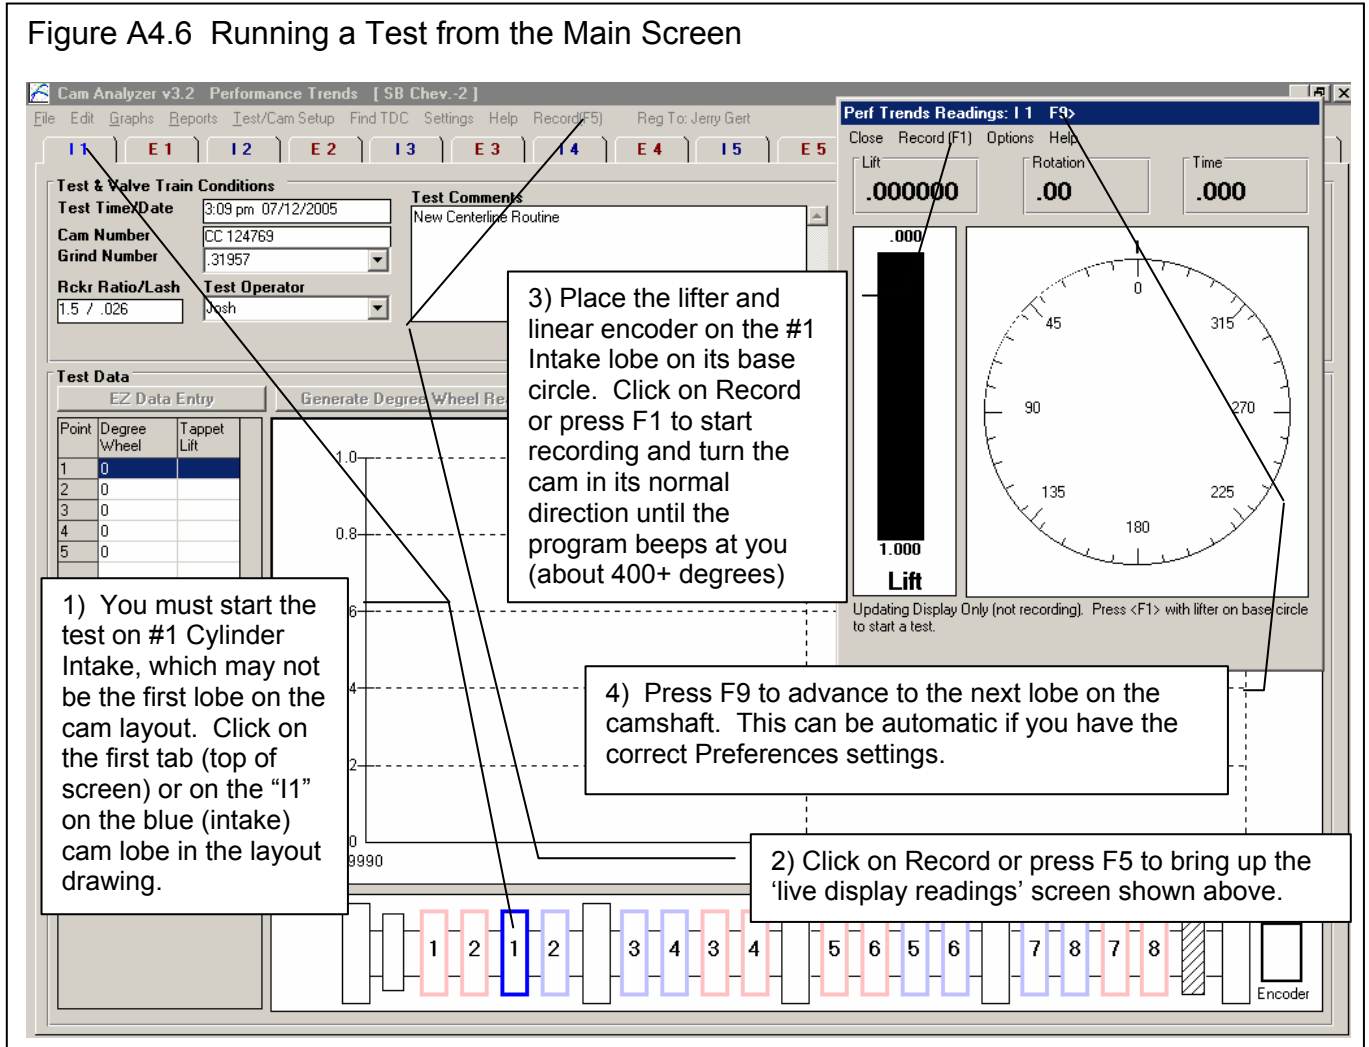 Figure A4.6  Running a Test from the Main Screen
Cam Analyzer v3.2   Performance Trends   [ SB Chev.-2 ]
File  Edit  Graphs  Reports  Test/Cam Setup  Find TDC  Settings  Help  Record(F5)  Reg To: Jerry Gert
I 1  E 1  I 2  E 2  I 3  E 3  I 4  E 4  I 5  E 5
Perf Trends Readings: I 1   F9>
Close  Record (F1)  Options  Help
Lift  Rotation  Time
.000000  .00  .000
Test & Valve Train Conditions
Test Time/Date  3:09 pm  07/12/2005
Cam Number  CC 124769
Grind Number  .31957
Rckr Ratio/Lash  Test Operator
1.5  /  .026  Josh
Test Comments
New Centerline Routine
.000
1.000
Lift
0
45
315
90
270
135
225
180
Updating Display Only (not recording).  Press <F1> with lifter on base circle
to start a test.
3) Place the lifter and
linear encoder on the #1
Intake lobe on its base
circle.  Click on Record
or press F1 to start
recording and turn the
cam in its normal
direction until the
program beeps at you
(about 400+ degrees)
Test Data
EZ Data Entry  Generate Degree Wheel Re
Point  Degree Wheel  Tappet Lift
1  0
2  0
3  0
4  0
5  0
1.0
0.8
6
4
2
0
9990
1)  You must start the
test on #1 Cylinder
Intake, which may not
be the first lobe on the
cam layout.  Click on
the first tab (top of
screen) or on the “I1”
on the blue (intake)
cam lobe in the layout
drawing.
4)  Press F9 to advance to the next lobe on the
camshaft.  This can be automatic if you have the
correct Preferences settings.
2) Click on Record or press F5 to bring up the
‘live display readings’ screen shown above.
1  2  1  2  3  4  3  4  5  6  5  6  7  8  7  8
Encoder